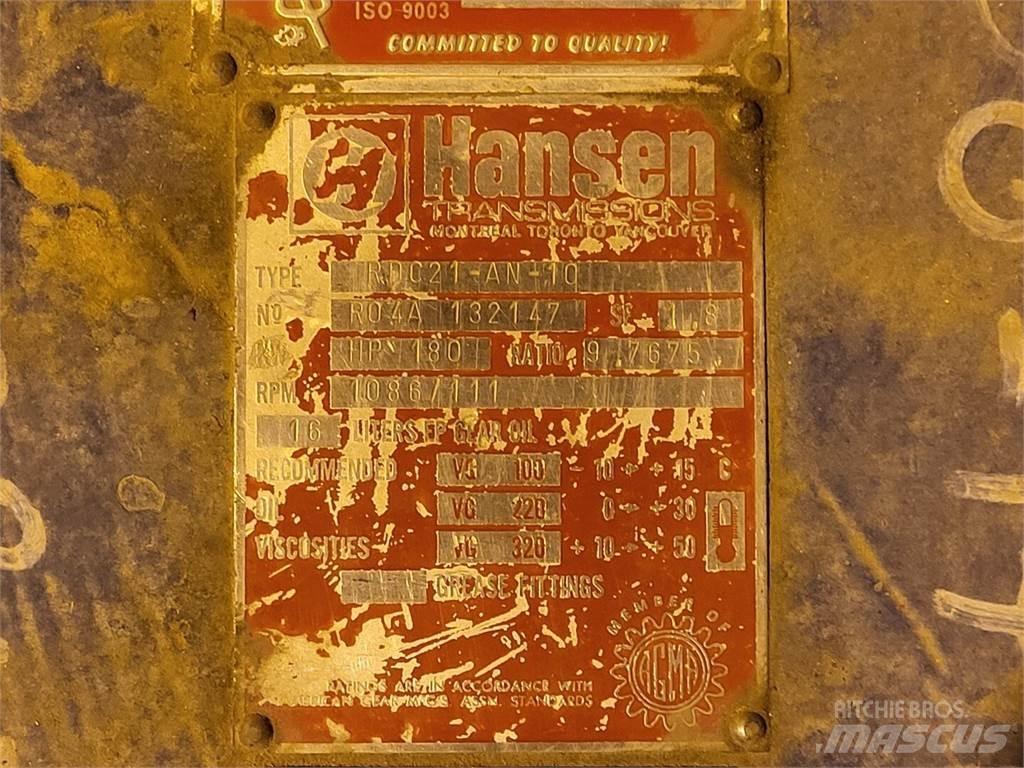 ISO-9003
COMMITTED TO QUALITY!
Hansen
TRANSMISSIONS
MONTREAL TORONTO VANCOUVER
TYPE RDC21-AN-10
No R04A 132147 SF 1.8
HP 180 RATIO 9.7675
RPM 1086/111
16 LITERS EP GEAR OIL
RECOMMENDED VG 100 - 10 → + 15 C
OIL VG 220 0 → + 30
VISCOSITIES VG 320 + 10 → + 50
GREASE FITTINGS
MEMBER OF
AGMA
RATINGS ARE IN ACCORDANCE WITH
GEAR MFG'S. ASSN. STANDARDS
RITCHIE BROS.
MASCUS